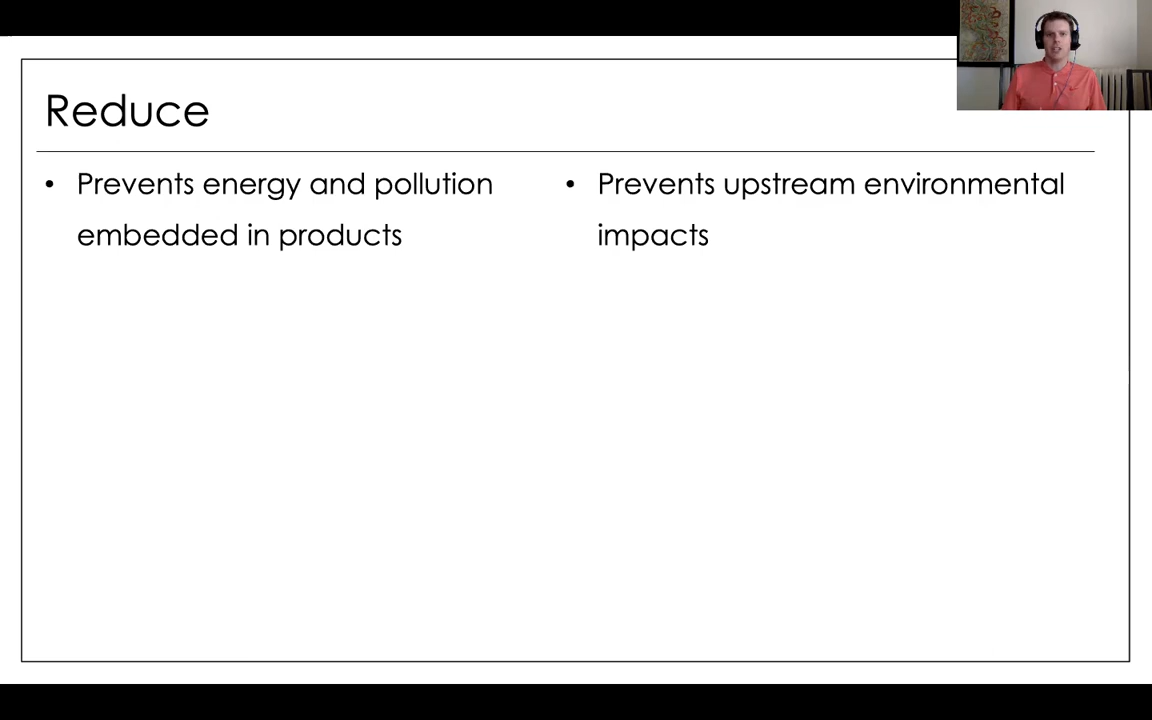 Reduce
• Prevents energy and pollution
embedded in products
• Prevents upstream environmental
impacts